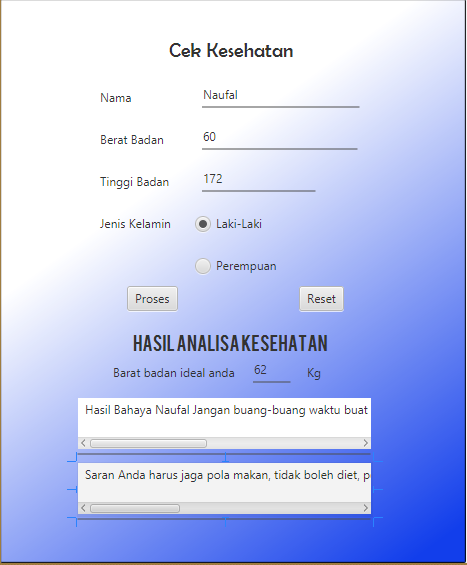 Cek Kesehatan
Nama Naufal
Berat Badan 60
Tinggi Badan 172
Jenis Kelamin Laki-Laki
Perempuan
Proses Reset
HASIL ANALISA KESEHATAN
Barat badan ideal anda 62 Kg
Hasil Bahaya Naufal Jangan buang-buang waktu buat
Saran Anda harus jaga pola makan, tidak boleh diet,